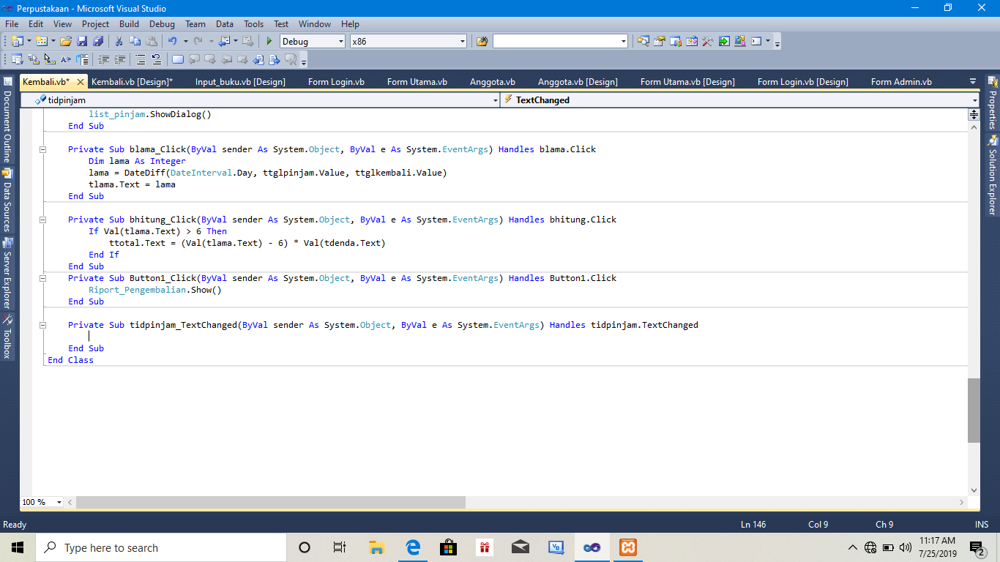 Perpustakaan - Microsoft Visual Studio
File Edit View Project Build Debug Team Data Tools Test Window Help
Debug x86
Kembali.vb* Kembali.vb [Design]* Input_buku.vb [Design] Form Login.vb Form Utama.vb Anggota.vb Anggota.vb [Design] Form Utama.vb [Design] Form Login.vb [Design] Form Admin.vb
tidpinjam TextChanged
list_pinjam.ShowDialog()
End Sub
Private Sub blama_Click(ByVal sender As System.Object, ByVal e As System.EventArgs) Handles blama.Click
Dim lama As Integer
lama = DateDiff(DateInterval.Day, ttglpinjam.Value, ttglkembali.Value)
tlama.Text = lama
End Sub
Private Sub bhitung_Click(ByVal sender As System.Object, ByVal e As System.EventArgs) Handles bhitung.Click
If Val(tlama.Text) > 6 Then
ttotal.Text = (Val(tlama.Text) - 6) * Val(tdenda.Text)
End If
End Sub
Private Sub Button1_Click(ByVal sender As System.Object, ByVal e As System.EventArgs) Handles Button1.Click
Riport_Pengembalian.Show()
End Sub
Private Sub tidpinjam_TextChanged(ByVal sender As System.Object, ByVal e As System.EventArgs) Handles tidpinjam.TextChanged
End Sub
End Class
Document Outline
Data Sources
Server Explorer
Toolbox
Properties
Solution Explorer
100 %
Ready Ln 146 Col 9 Ch 9 INS
Type here to search
VB
11:17 AM
7/25/2019
2